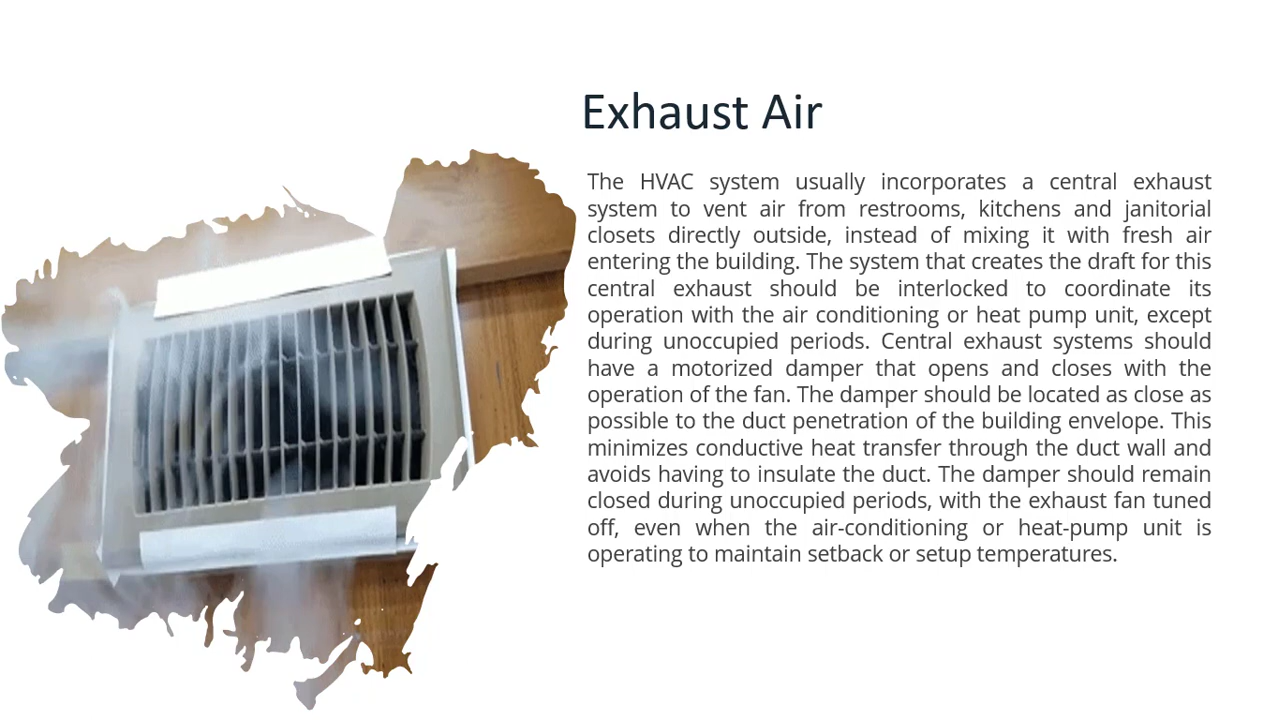 Exhaust Air
The HVAC system usually incorporates a central exhaust
system to vent air from restrooms, kitchens and janitorial
closets directly outside, instead of mixing it with fresh air
entering the building. The system that creates the draft for this
central exhaust should be interlocked to coordinate its
operation with the air conditioning or heat pump unit, except
during unoccupied periods. Central exhaust systems should
have a motorized damper that opens and closes with the
operation of the fan. The damper should be located as close as
possible to the duct penetration of the building envelope. This
minimizes conductive heat transfer through the duct wall and
avoids having to insulate the duct. The damper should remain
closed during unoccupied periods, with the exhaust fan tuned
off, even when the air-conditioning or heat-pump unit is
operating to maintain setback or setup temperatures.